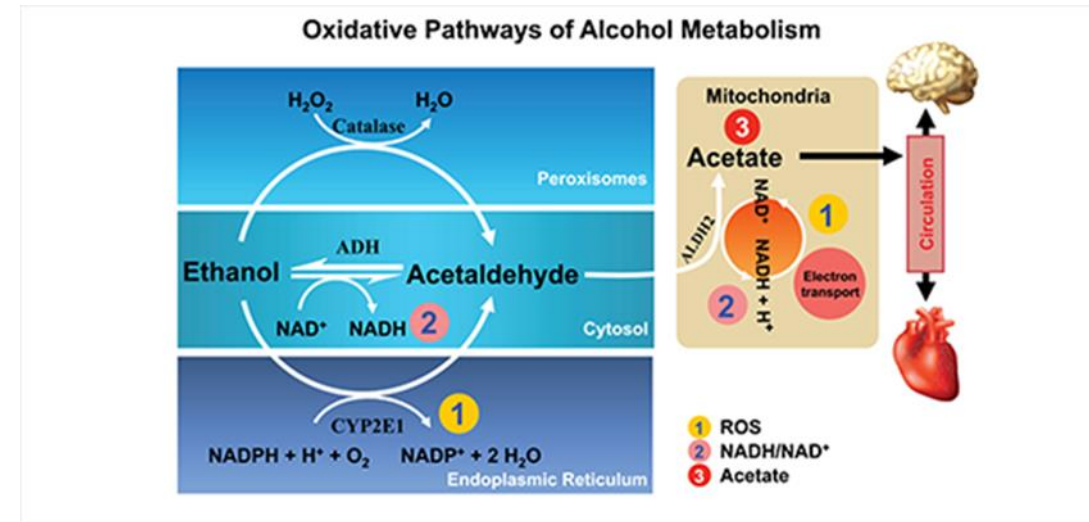 Oxidative Pathways of Alcohol Metabolism
H₂O₂ H₂O
Catalase
Peroxisomes
ADH
Ethanol Acetaldehyde
NAD⁺ NADH 2
Cytosol
1
CYP2E1
NADPH + H⁺ + O₂ NADP⁺ + 2 H₂O
Endoplasmic Reticulum
Mitochondria
3
Acetate
ALDH2
NAD⁺
NADH + H⁺
1
2
Electron
transport
Circulation
1 ROS
2 NADH/NAD⁺
3 Acetate